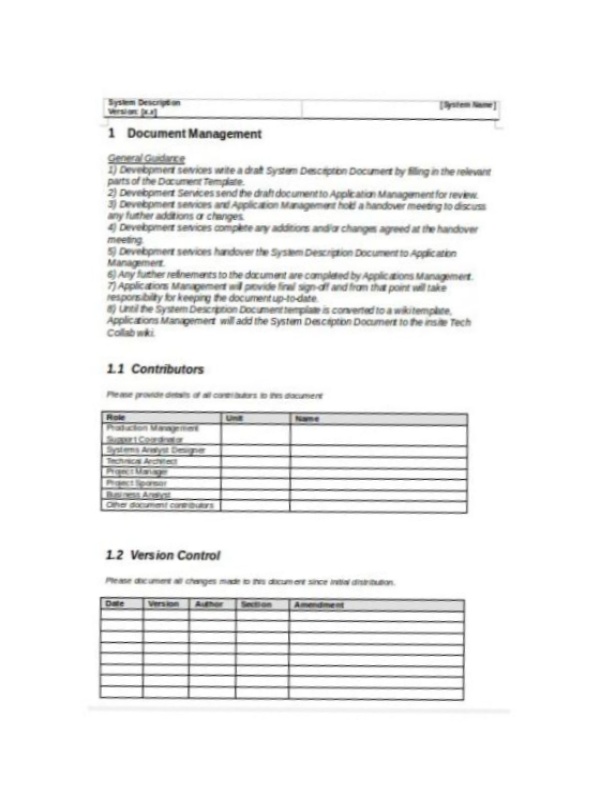 System Description
Version: [x.x]
[System Name]
1 Document Management
General Guidance
1) Development services write a draft System Description Document by filling in the relevant
parts of the Document Template.
2) Development Services send the draft document to Application Management for review.
3) Development services and Application Management hold a handover meeting to discuss
any further additions or changes.
4) Development services complete any additions and/or changes agreed at the handover
meeting.
5) Development services handover the System Description Document to Application
Management.
6) Any further refinements to the document are completed by Applications Management.
7) Applications Management will provide final sign-off and from that point will take
responsibility for keeping the document up-to-date.
8) Until the System Description Document template is converted to a wiki template,
Applications Management will add the System Description Document to the insite Tech
Collab wiki.
1.1 Contributors
Please provide details of all contributors to this document
Role Unit Name
Production Management
Support Coordinator
Systems Analyst Designer
Technical Architect
Project Manager
Project Sponsor
Business Analyst
Other document contributors
1.2 Version Control
Please document all changes made to this document since initial distribution.
Date Version Author Section Amendment